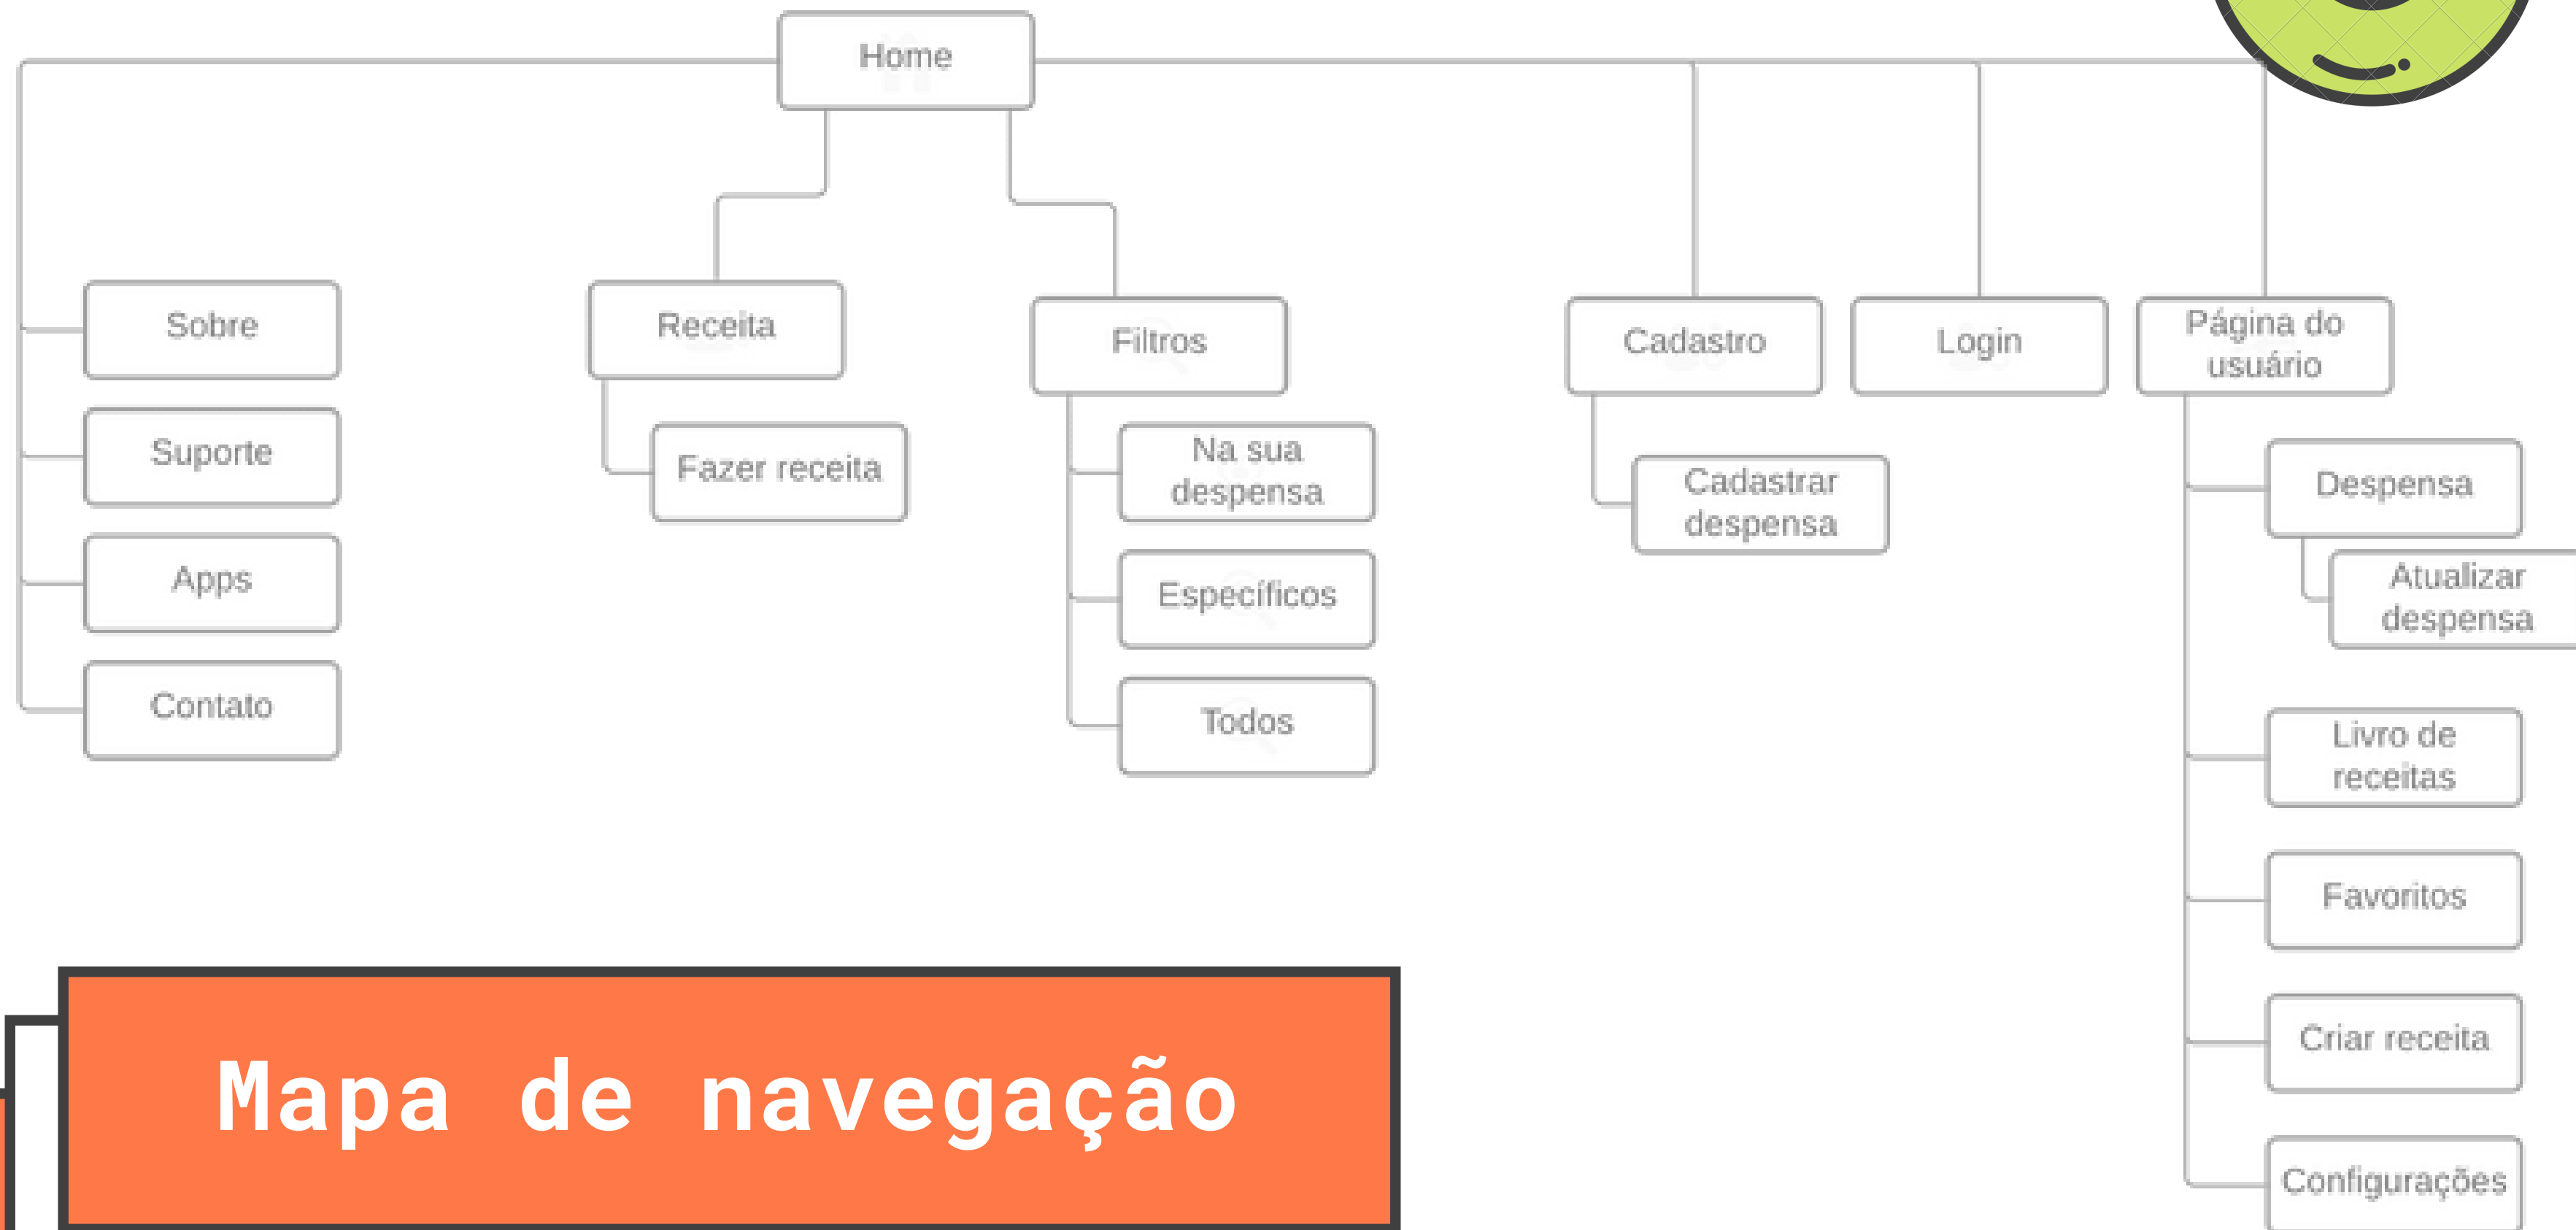 Home
Sobre
Suporte
Apps
Contato
Receita
Fazer receita
Filtros
Na sua
despensa
Específicos
Todos
Cadastro
Cadastrar
despensa
Login
Página do
usuário
Despensa
Atualizar
despensa
Livro de
receitas
Favoritos
Criar receita
Configurações
Mapa de navegação